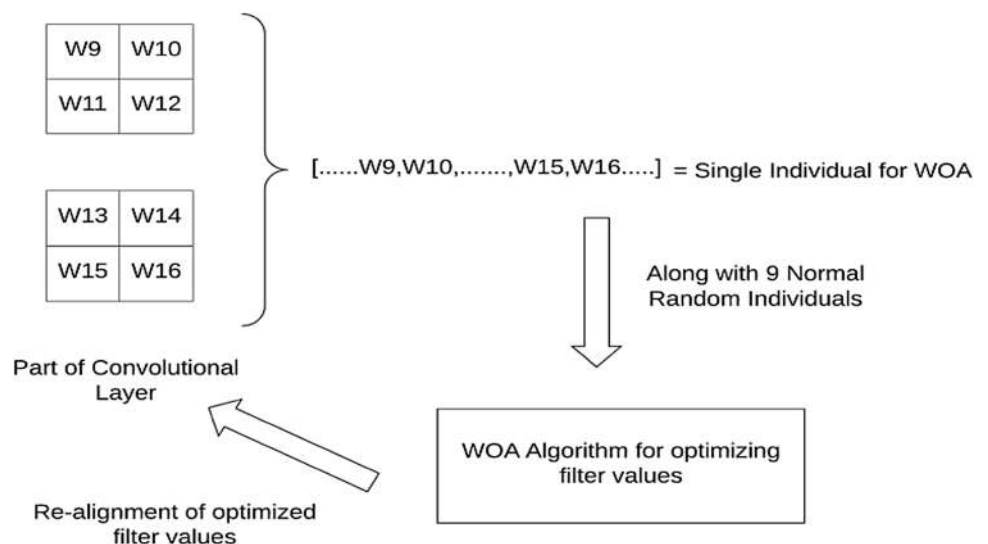 W9 W10
W11 W12
[......W9,W10,.......,W15,W16.....] = Single Individual for WOA
W13 W14
W15 W16
Along with 9 Normal
Random Individuals
Part of Convolutional
Layer
WOA Algorithm for optimizing
filter values
Re-alignment of optimized
filter values